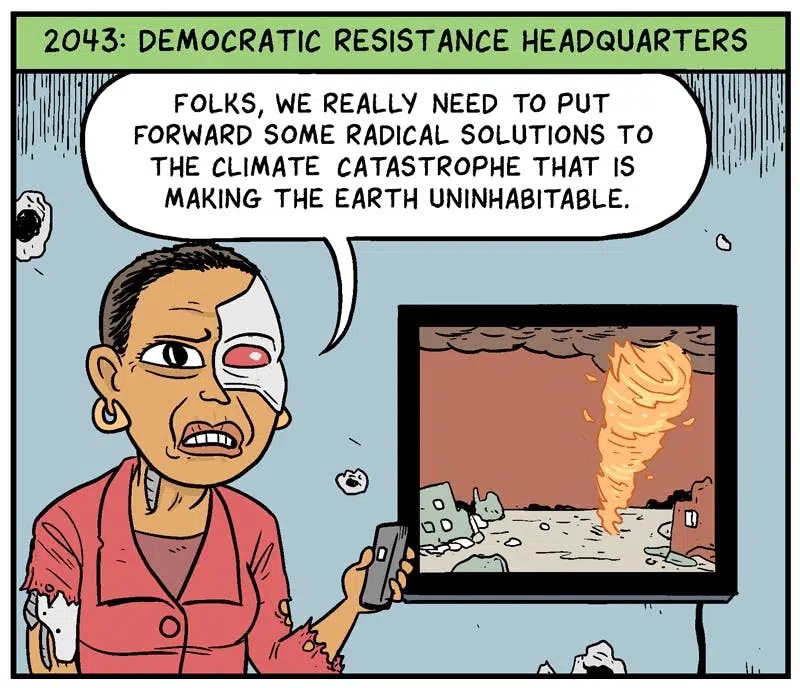 2043: DEMOCRATIC RESISTANCE HEADQUARTERS
FOLKS, WE REALLY NEED TO PUT
FORWARD SOME RADICAL SOLUTIONS TO
THE CLIMATE CATASTROPHE THAT IS
MAKING THE EARTH UNINHABITABLE.